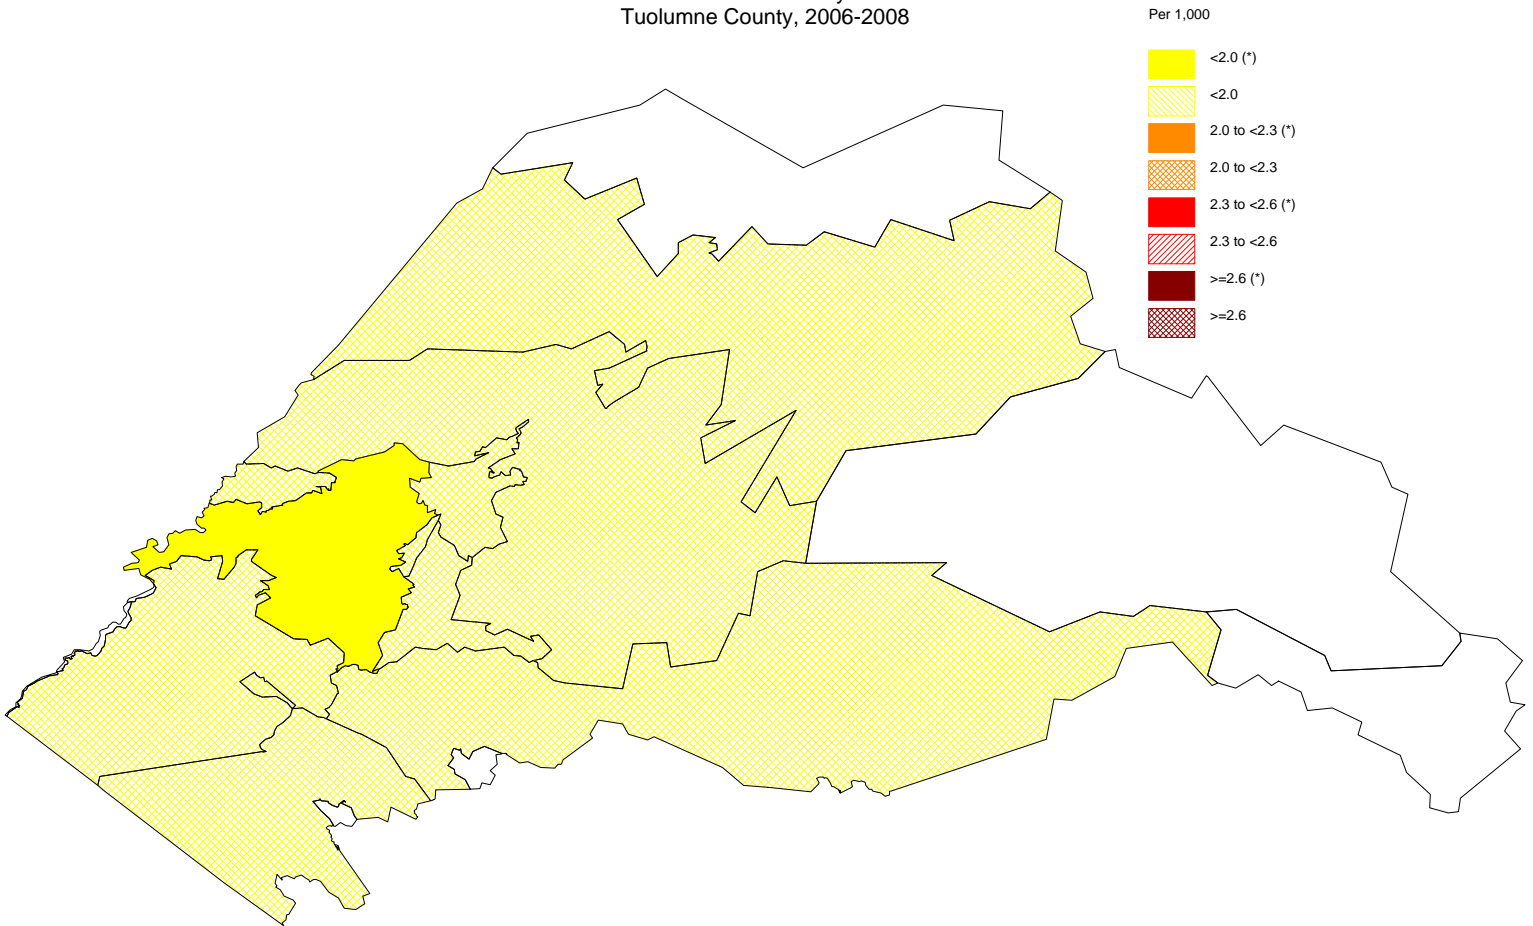 Tuolumne County, 2006-2008
Per 1,000
<2.0 (*)
<2.0
2.0 to <2.3 (*)
2.0 to <2.3
2.3 to <2.6 (*)
2.3 to <2.6
>=2.6 (*)
>=2.6